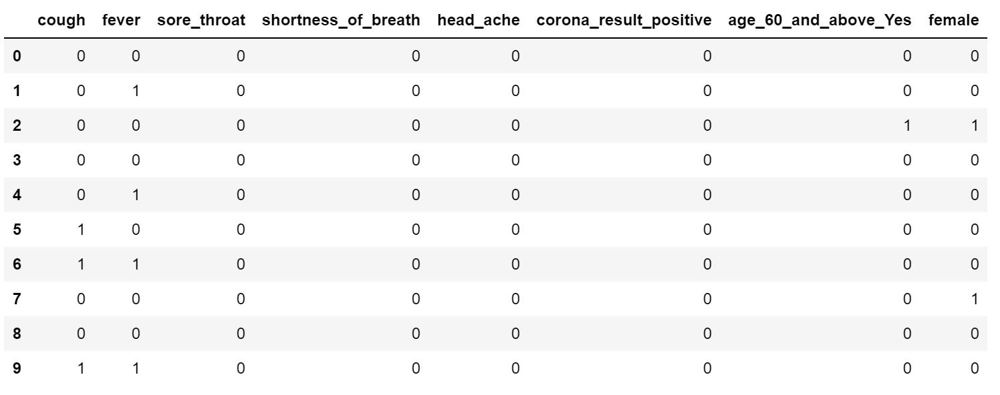 cough fever sore_throat shortness_of_breath head_ache corona_result_positive age_60_and_above_Yes female
0 0 0 0 0 0 0 0 0
1 0 1 0 0 0 0 0 0
2 0 0 0 0 0 0 1 1
3 0 0 0 0 0 0 0 0
4 0 1 0 0 0 0 0 0
5 1 0 0 0 0 0 0 0
6 1 1 0 0 0 0 0 0
7 0 0 0 0 0 0 0 1
8 0 0 0 0 0 0 0 0
9 1 1 0 0 0 0 0 0